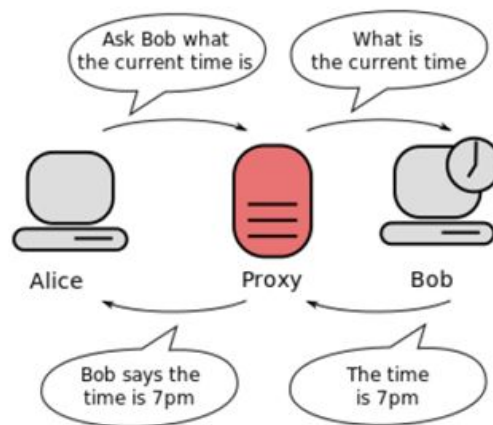 Ask Bob what
the current time is
What is
the current time
Alice
Proxy
Bob
Bob says the
time is 7pm
The time
is 7pm